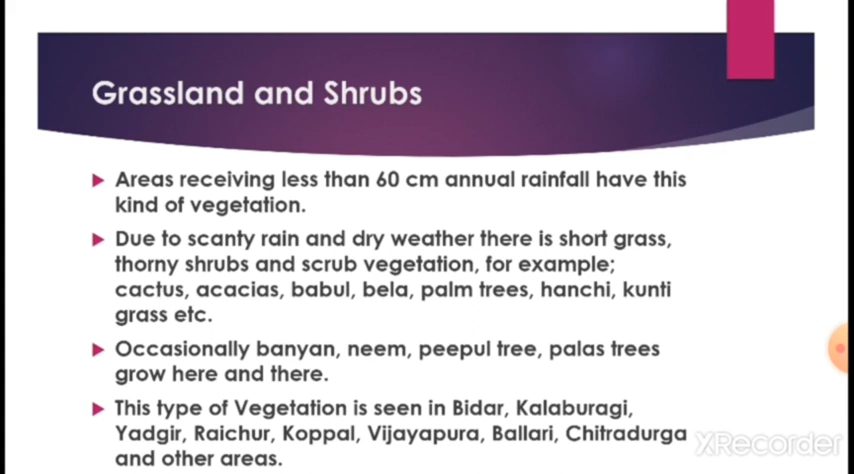 Grassland and Shrubs
Areas receiving less than 60 cm annual rainfall have this
kind of vegetation.
Due to scanty rain and dry weather there is short grass,
thorny shrubs and scrub vegetation, for example;
cactus, acacias, babul, bela, palm trees, hanchi, kunti
grass etc.
Occasionally banyan, neem, peepul tree, palas trees
grow here and there.
This type of Vegetation is seen in Bidar, Kalaburagi,
Yadgir, Raichur, Koppal, Vijayapura, Ballari, Chitradurga
and other areas.
XRecorder